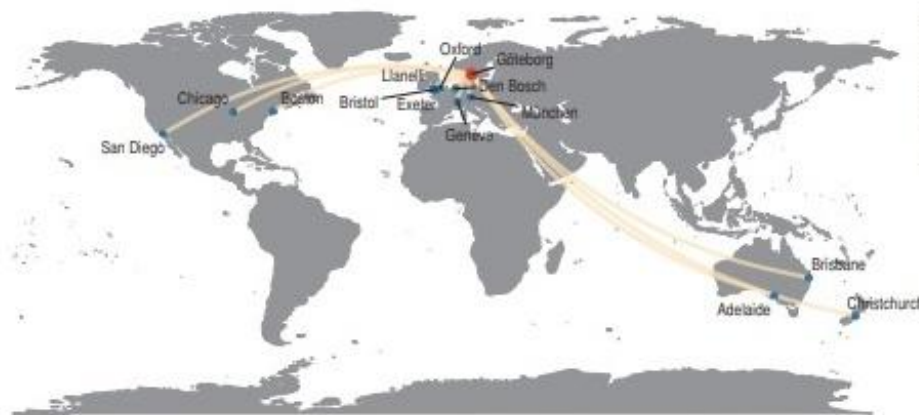 Oxford
Göteborg
Llanelli
Den Bosch
Chicago
Boston
Bristol
Exeter
München
Geneva
San Diego
Brisbane
Adelaide
Christchurch